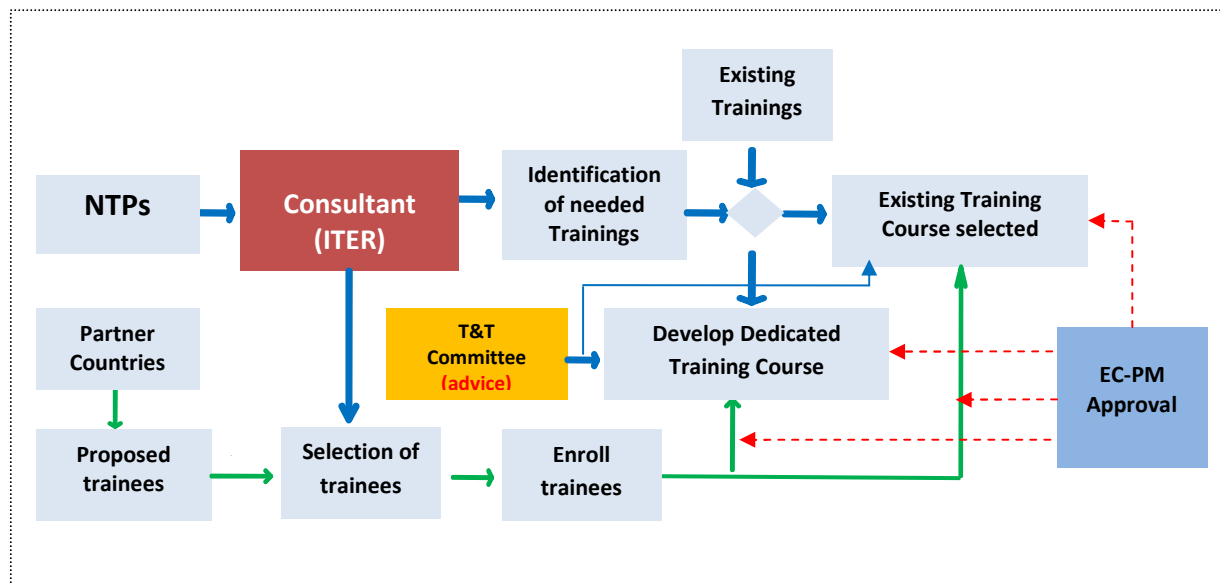 Existing
Trainings
NTPs
Consultant
(ITER)
Identification
of needed
Trainings
Existing Training
Course selected
Partner
Countries
T&T
Committee
(advice)
Develop Dedicated
Training Course
EC-PM
Approval
Proposed
trainees
Selection of
trainees
Enroll
trainees